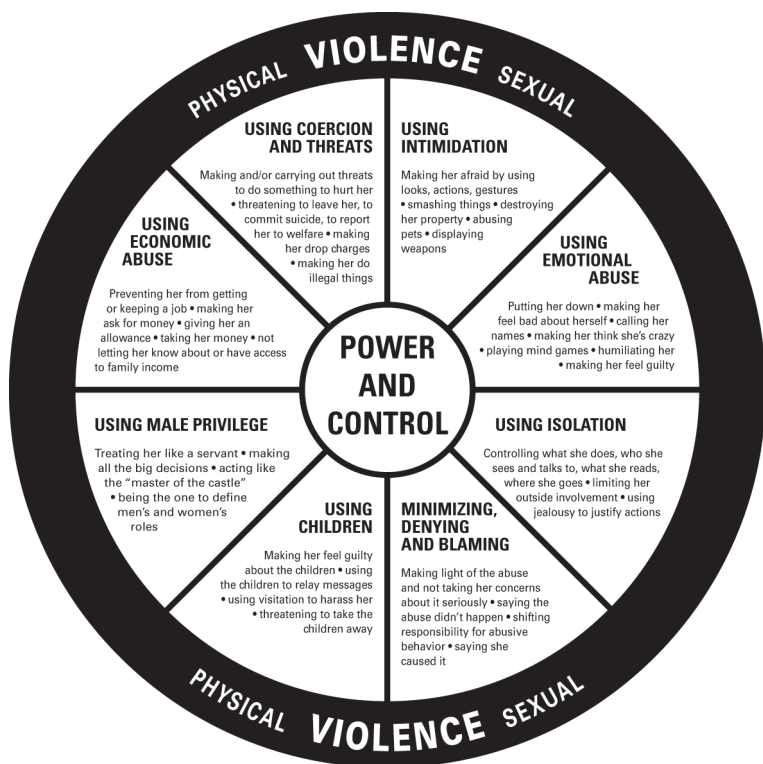 PHYSICAL VIOLENCE SEXUAL
USING COERCION
AND THREATS
Making and/or carrying out threats
to do something to hurt her
• threatening to leave her, to
commit suicide, to report
her to welfare • making
her drop charges
• making her do
illegal things
USING
INTIMIDATION
Making her afraid by using
looks, actions, gestures
• smashing things • destroying
her property • abusing
pets • displaying
weapons
USING
ECONOMIC
ABUSE
Preventing her from getting
or keeping a job • making her
ask for money • giving her an
allowance • taking her money • not
letting her know about or have access
to family income
USING
EMOTIONAL
ABUSE
Putting her down • making her
feel bad about herself • calling her
names • making her think she's crazy
• playing mind games • humiliating her
• making her feel guilty
POWER
AND
CONTROL
USING MALE PRIVILEGE
Treating her like a servant • making
all the big decisions • acting like
the “master of the castle”
• being the one to define
men's and women's
roles
USING ISOLATION
Controlling what she does, who she
sees and talks to, what she reads,
where she goes • limiting her
outside involvement • using
jealousy to justify actions
USING
CHILDREN
Making her feel guilty
about the children • using
the children to relay messages
• using visitation to harass her
• threatening to take the
children away
MINIMIZING,
DENYING
AND BLAMING
Making light of the abuse
and not taking her concerns
about it seriously • saying the
abuse didn't happen • shifting
responsibility for abusive
behavior • saying she
caused it
PHYSICAL VIOLENCE SEXUAL